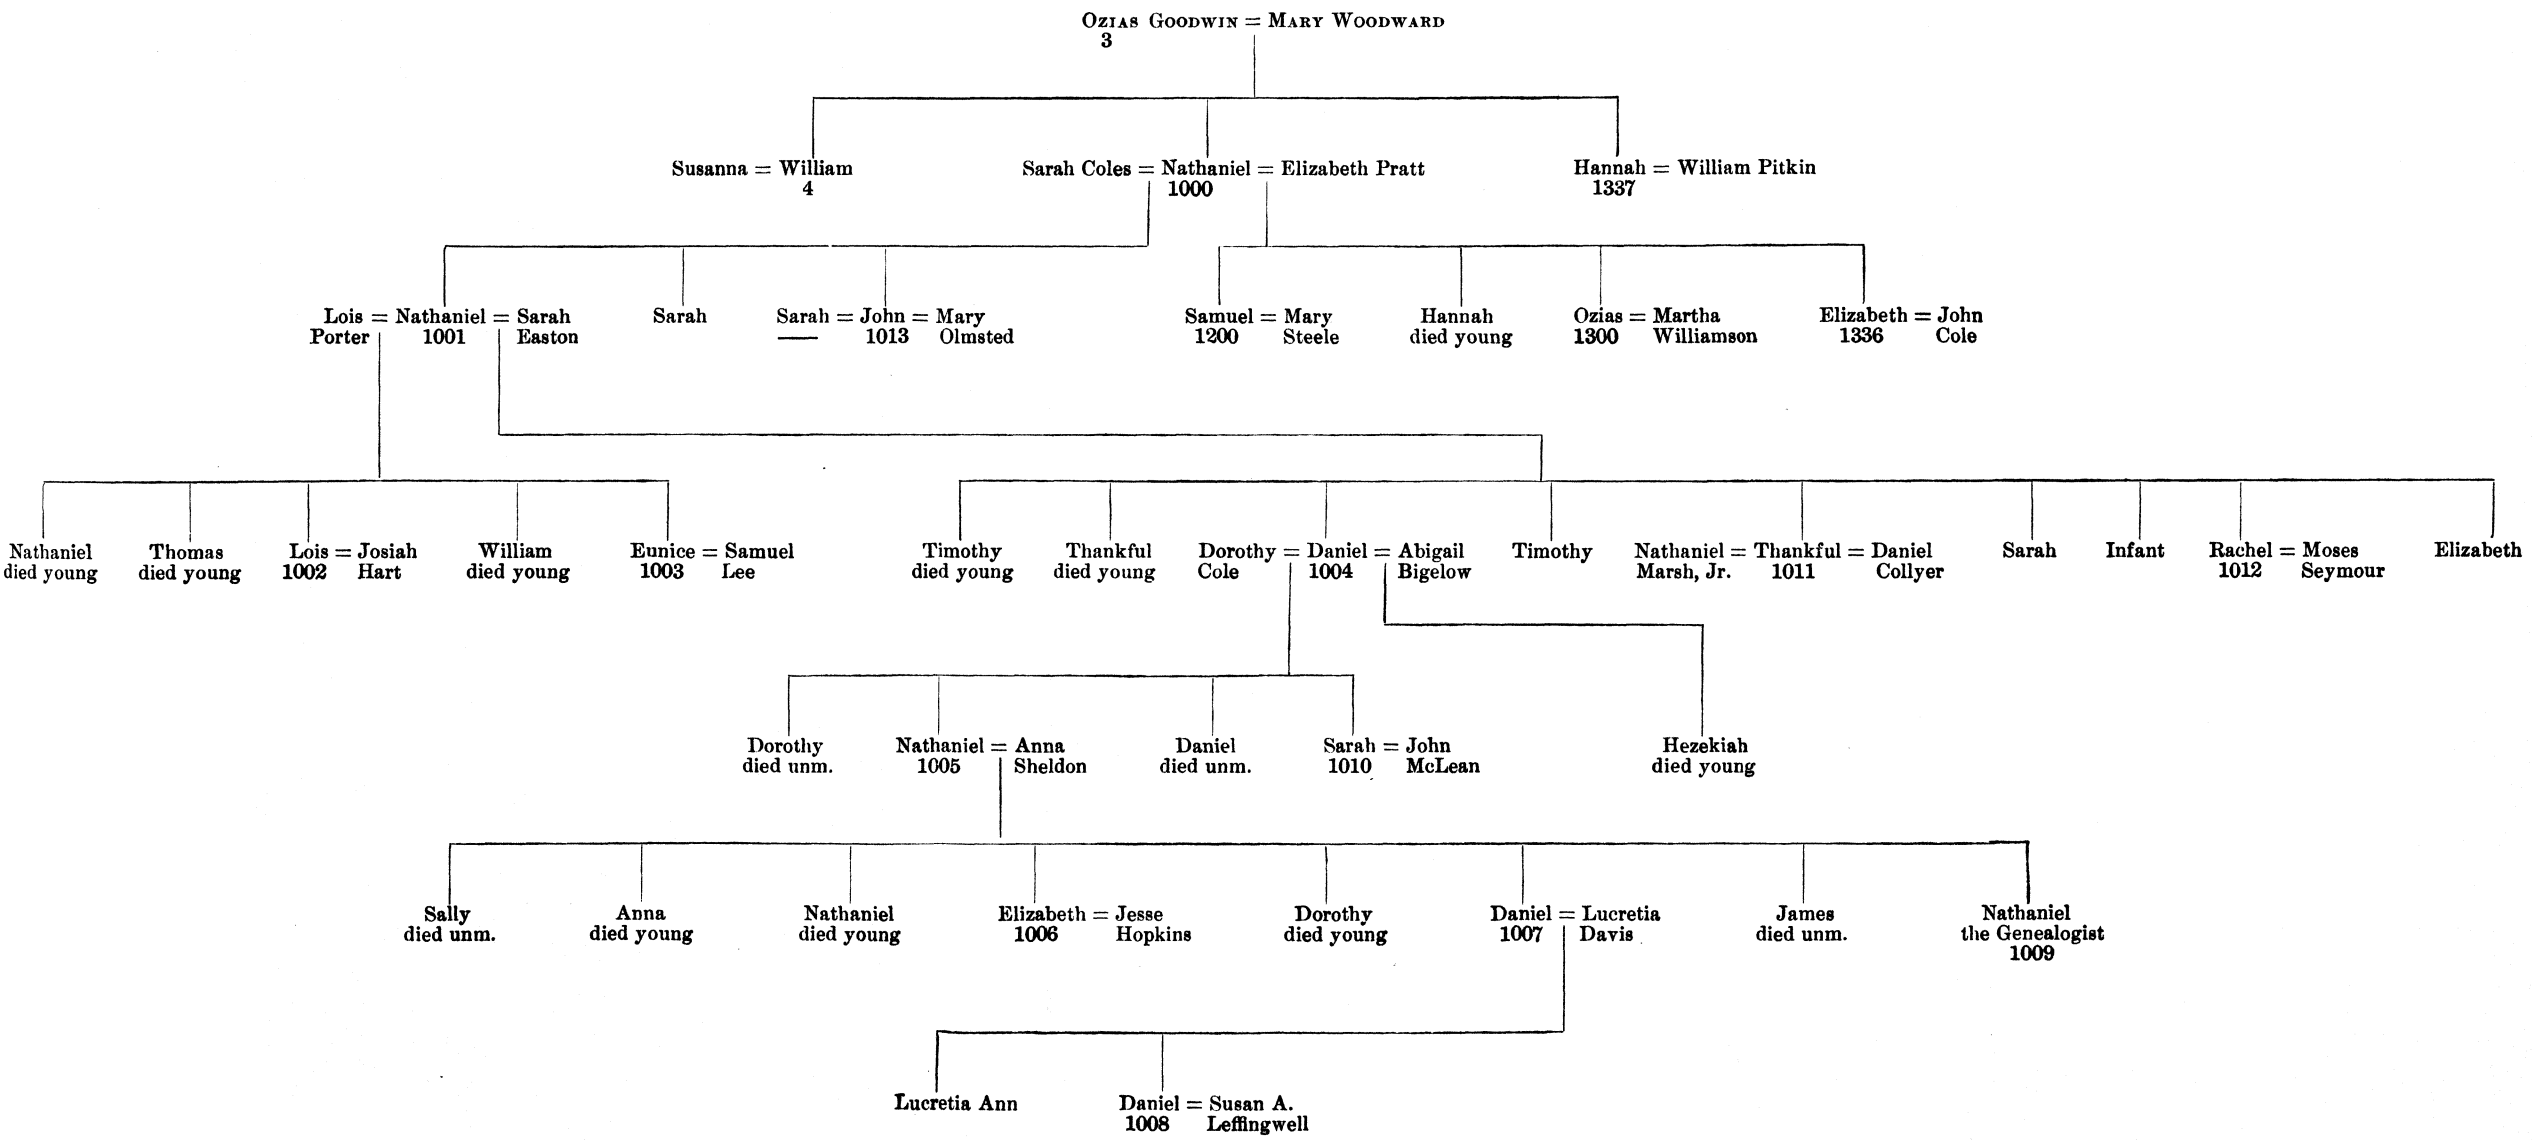 OZIAS GOODWIN = MARY WOODWARD
3
Susanna = William
4
Sarah Coles = Nathaniel = Elizabeth Pratt
1000
Hannah = William Pitkin
1337
Lois = Nathaniel = Sarah
Porter 1001 Easton
Sarah
Sarah = John = Mary
—— 1013 Olmsted
Samuel = Mary
1200 Steele
Hannah
died young
Ozias = Martha
1300 Williamson
Elizabeth = John
1336 Cole
Nathaniel
died young
Thomas
died young
Lois = Josiah
1002 Hart
William
died young
Eunice = Samuel
1003 Lee
Timothy
died young
Thankful
died young
Dorothy = Daniel = Abigail
Cole 1004 Bigelow
Timothy
Nathaniel = Thankful = Daniel
Marsh, Jr. 1011 Collyer
Sarah
Infant
Rachel = Moses
1012 Seymour
Elizabeth
Dorothy
died unm.
Nathaniel = Anna
1005 Sheldon
Daniel
died unm.
Sarah = John
1010 McLean
Hezekiah
died young
Sally
died unm.
Anna
died young
Nathaniel
died young
Elizabeth = Jesse
1006 Hopkins
Dorothy
died young
Daniel = Lucretia
1007 Davis
James
died unm.
Nathaniel
the Genealogist
1009
Lucretia Ann
Daniel = Susan A.
1008 Leffingwell